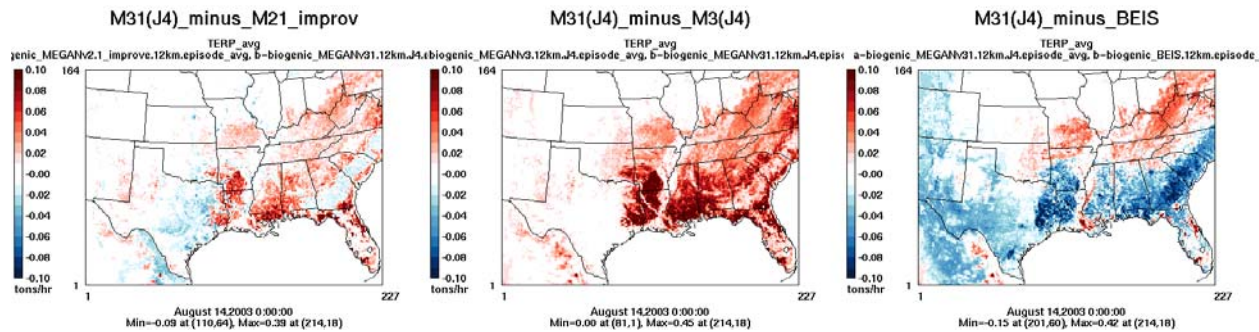 M31(J4)_minus_M21_improv
TERP_avg
ogenic_MEGANv2.1_improve.12km.episode_avg, b=biogenic_MEGANv31.12km.J4.e
0.10
0.08
0.06
0.04
0.02
-0.00
-0.02
-0.04
-0.06
-0.08
-0.10
tons/hr
164
1
1
227
August 14,2003 0:00:00
Min=-0.09 at (110,64), Max=0.39 at (214,18)
M31(J4)_minus_M3(J4)
TERP_avg
biogenic_MEGANv3.12km.J4.episode_avg, b=biogenic_MEGANv31.12km.J4.epis
0.10
0.08
0.06
0.04
0.02
-0.00
-0.02
-0.04
-0.06
-0.08
-0.10
tons/hr
164
1
1
227
August 14,2003 0:00:00
Min=0.00 at (81,1), Max=0.45 at (214,18)
M31(J4)_minus_BEIS
TERP_avg
a=biogenic_MEGANv31.12km.J4.episode_avg, b=biogenic_BEIS.12km.episode_
0.10
0.08
0.06
0.04
0.02
-0.00
-0.02
-0.04
-0.06
-0.08
-0.10
tons/hr
164
1
1
227
August 14,2003 0:00:00
Min=-0.15 at (201,60), Max=0.42 at (214,18)